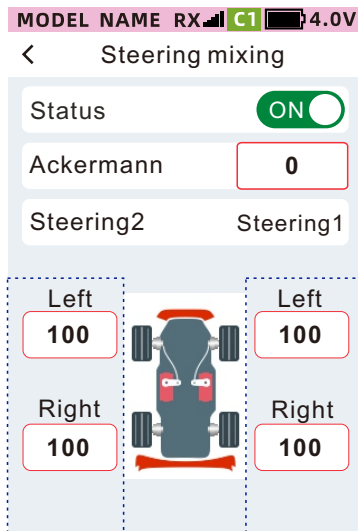 MODEL NAME RX C1 4.0V
Steering mixing
Status ON
Ackermann 0
Steering2 Steering1
Left Left
100 100
Right Right
100 100